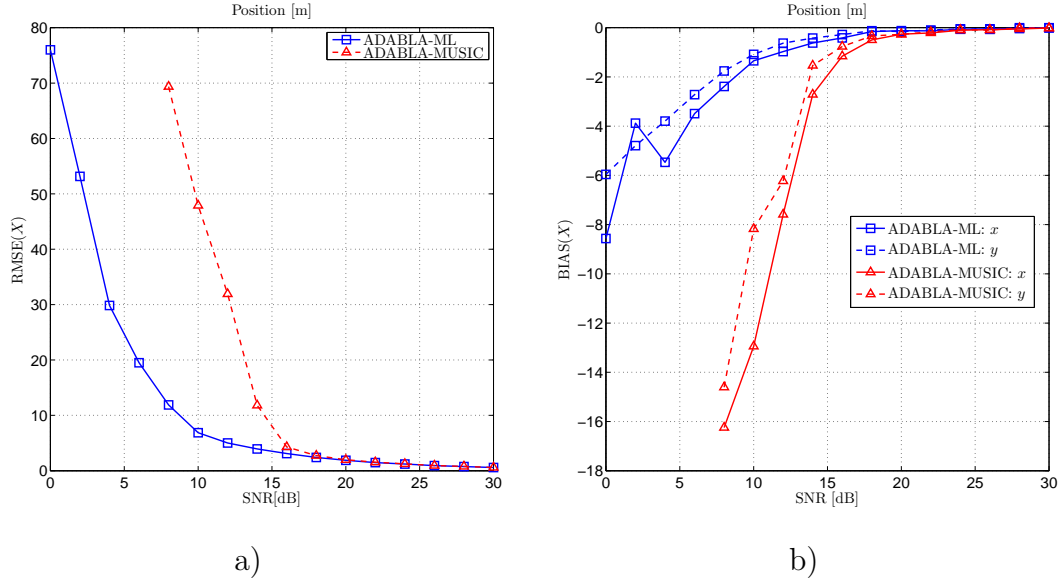 Position [m]
80
70
60
50
40
30
20
10
0
RMSE(X)
0 5 10 15 20 25 30
SNR[dB]
ADABLA-ML
ADABLA-MUSIC
a)
Position [m]
0
−2
−4
−6
−8
−10
−12
−14
−16
−18
BIAS(X)
0 5 10 15 20 25 30
SNR [dB]
ADABLA-ML: x
ADABLA-ML: y
ADABLA-MUSIC: x
ADABLA-MUSIC: y
b)